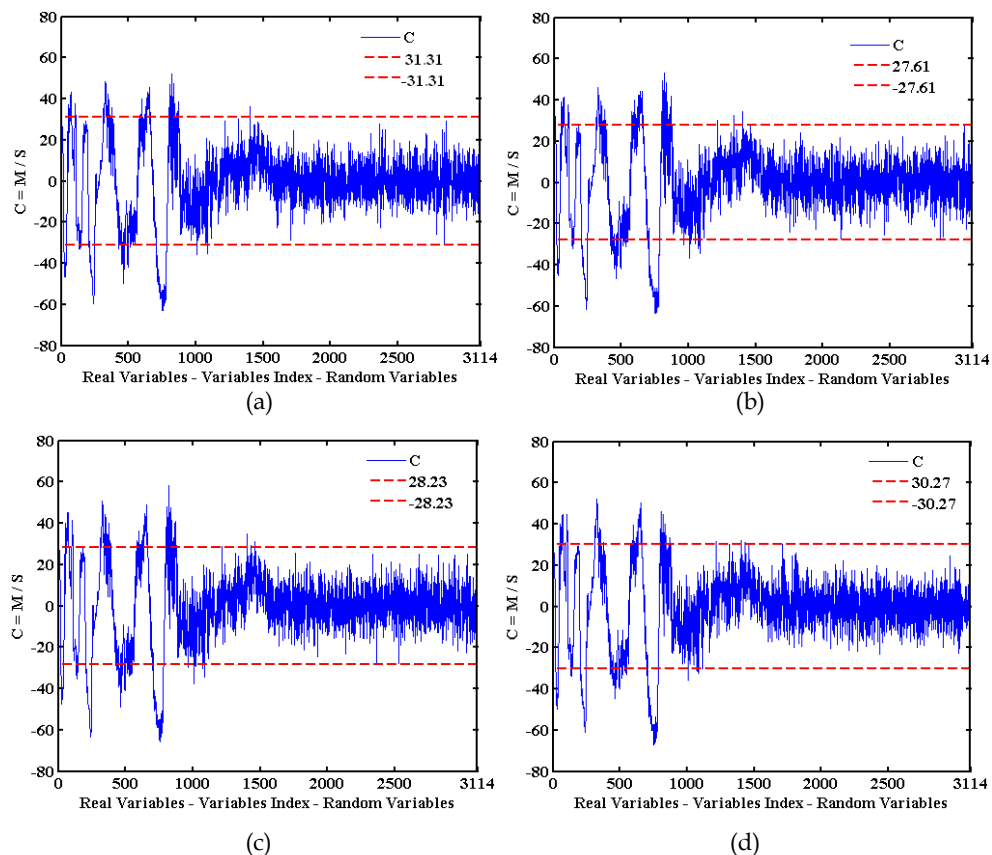 80
60
40
20
0
-20
-40
-60
-80
C = M / S
C
31.31
-31.31
0 500 1000 1500 2000 2500 3114
Real Variables - Variables Index - Random Variables
(a)
80
60
40
20
0
-20
-40
-60
-80
C = M / S
C
27.61
-27.61
0 500 1000 1500 2000 2500 3114
Real Variables - Variables Index - Random Variables
(b)
80
60
40
20
0
-20
-40
-60
-80
C = M / S
C
28.23
-28.23
0 500 1000 1500 2000 2500 3114
Real Variables - Variables Index - Random Variables
(c)
80
60
40
20
0
-20
-40
-60
-80
C = M / S
C
30.27
-30.27
0 500 1000 1500 2000 2500 3114
Real Variables - Variables Index - Random Variables
(d)